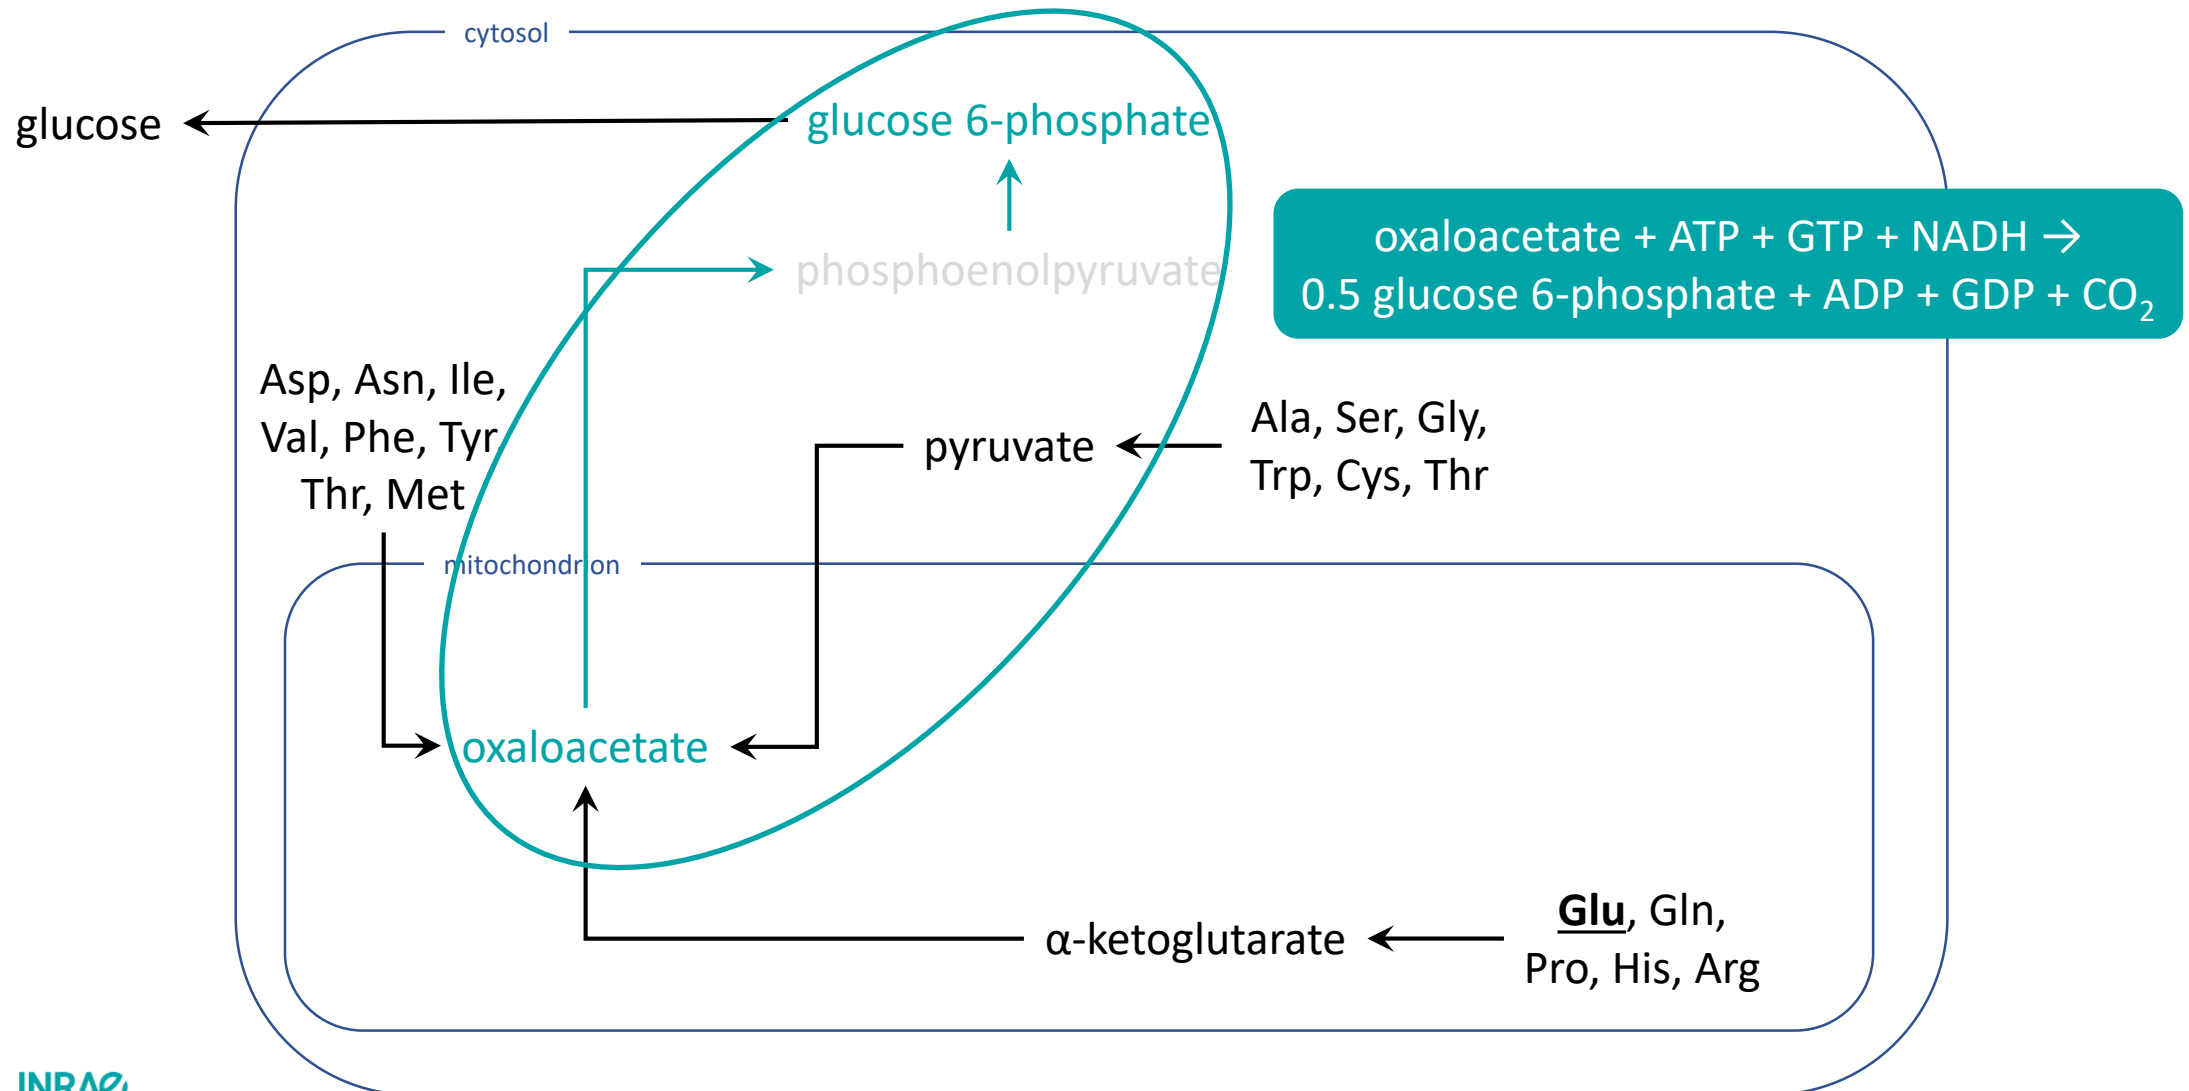 cytosol
glucose
glucose 6-phosphate
oxaloacetate + ATP + GTP + NADH →
0.5 glucose 6-phosphate + ADP + GDP + CO₂
phosphoenolpyruvate
Asp, Asn, Ile,
Val, Phe, Tyr,
Thr, Met
pyruvate
Ala, Ser, Gly,
Trp, Cys, Thr
mitochondrion
oxaloacetate
α-ketoglutarate
Glu, Gln,
Pro, His, Arg
INRAE